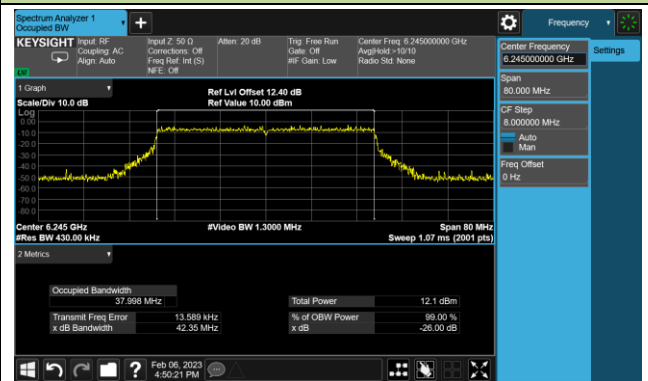 Spectrum Analyzer 1
Occupied BW
Frequency
KEYSIGHT
Input: RF
Coupling: AC
Align: Auto
Input Z: 50 Ω
Corrections: Off
Freq Ref: Int (S)
NFE: Off
Atten: 20 dB
Trig: Free Run
Gate: Off
#IF Gain: Low
Center Freq: 6.245000000 GHz
Avg|Hold:>10/10
Radio Std: None
Center Frequency
6.245000000 GHz
Settings
Span
80.000 MHz
CF Step
8.000000 MHz
Auto
Man
Freq Offset
0 Hz
1 Graph
Scale/Div 10.0 dB
Ref Lvl Offset 12.40 dB
Ref Value 10.00 dBm
Log
0.00
-10.0
-20.0
-30.0
-40.0
-50.0
-60.0
-70.0
-80.0
Center 6.245 GHz
#Video BW 1.3000 MHz
Span 80 MHz
#Res BW 430.00 kHz
Sweep 1.07 ms (2001 pts)
2 Metrics
Occupied Bandwidth
37.998 MHz
Total Power 12.1 dBm
Transmit Freq Error 13.589 kHz
% of OBW Power 99.00 %
x dB Bandwidth 42.35 MHz
x dB -26.00 dB
Feb 06, 2023
4:50:21 PM